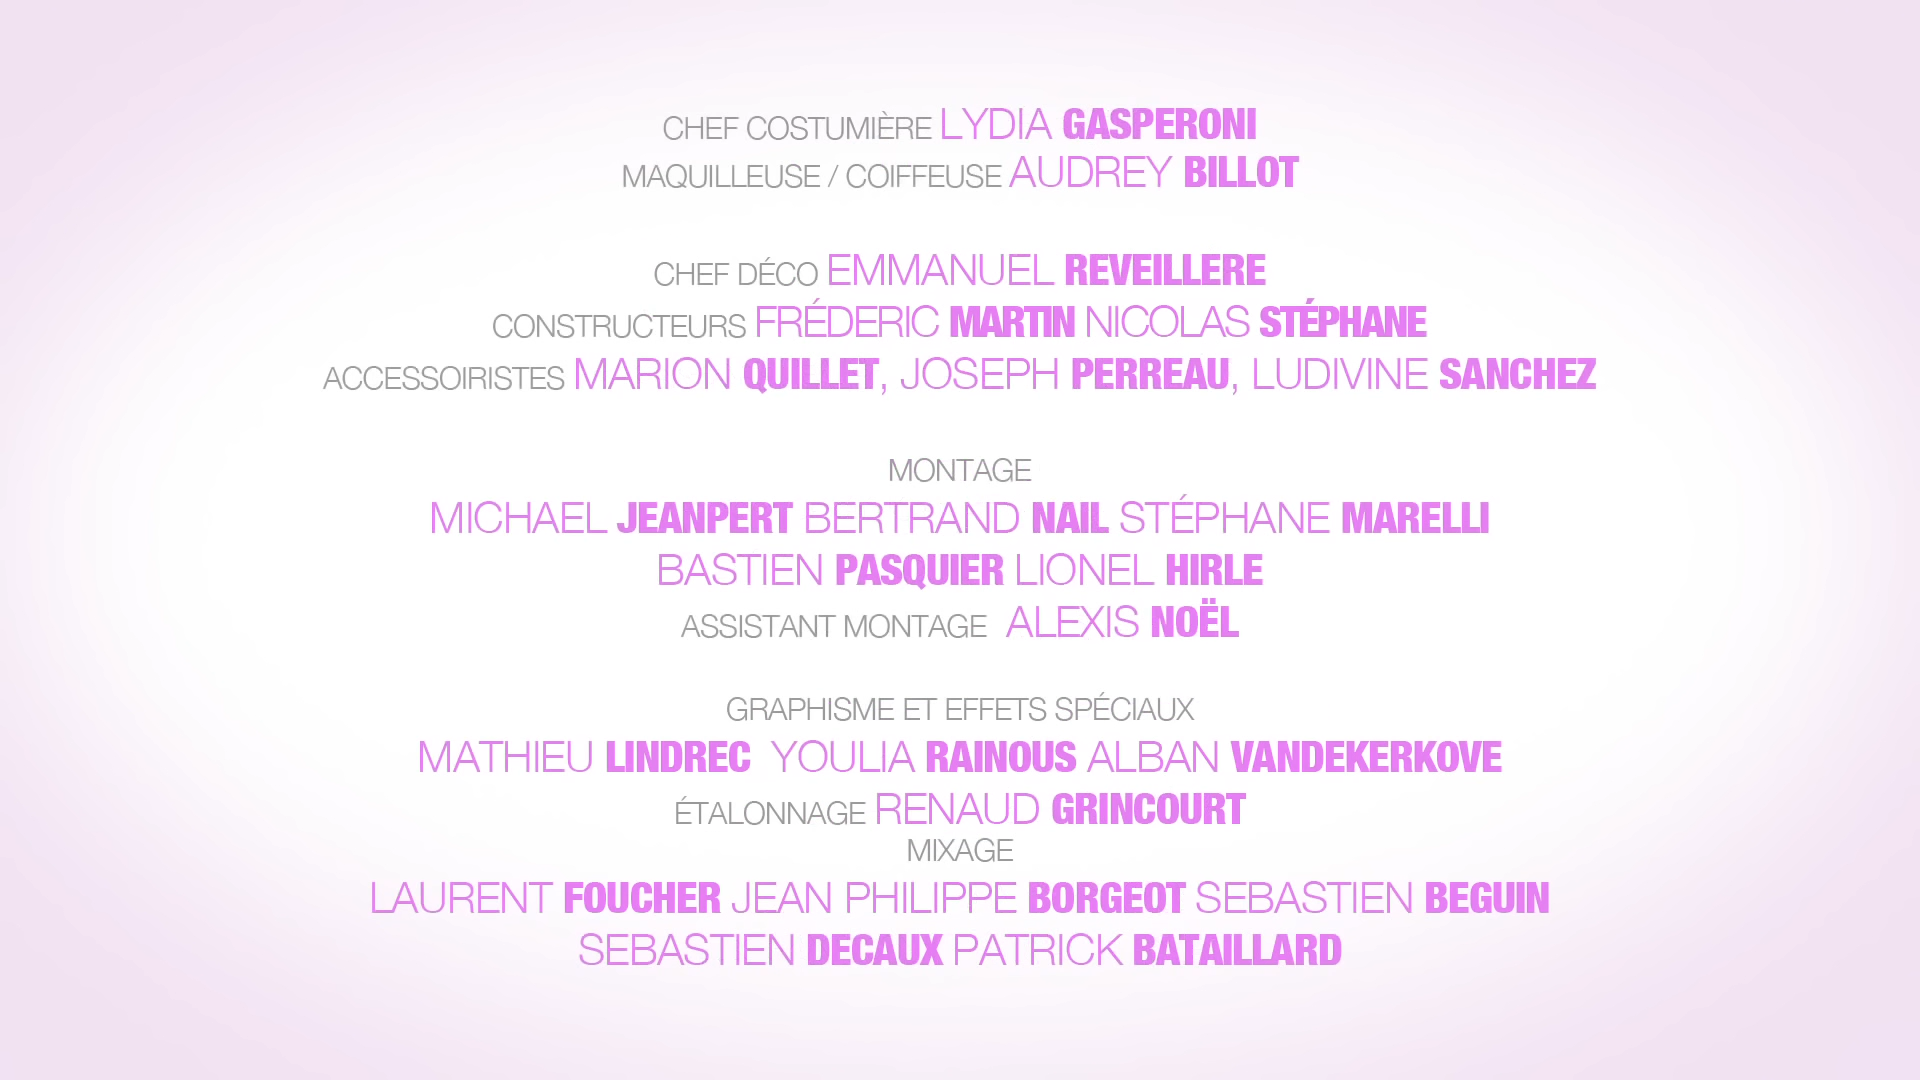 CHEF COSTUMIÈRE LYDIA GASPERONI
MAQUILLEUSE / COIFFEUSE AUDREY BILLOT
CHEF DÉCO EMMANUEL REVEILLERE
CONSTRUCTEURS FRÉDERIC MARTIN NICOLAS STÉPHANE
ACCESSOIRISTES MARION QUILLET, JOSEPH PERREAU, LUDIVINE SANCHEZ
MONTAGE
MICHAEL JEANPERT BERTRAND NAIL STÉPHANE MARELLI
BASTIEN PASQUIER LIONEL HIRLE
ASSISTANT MONTAGE ALEXIS NOËL
GRAPHISME ET EFFETS SPÉCIAUX
MATHIEU LINDREC YOULIA RAINOUS ALBAN VANDEKERKOVE
ÉTALONNAGE RENAUD GRINCOURT
MIXAGE
LAURENT FOUCHER JEAN PHILIPPE BORGEOT SEBASTIEN BEGUIN
SEBASTIEN DECAUX PATRICK BATAILLARD